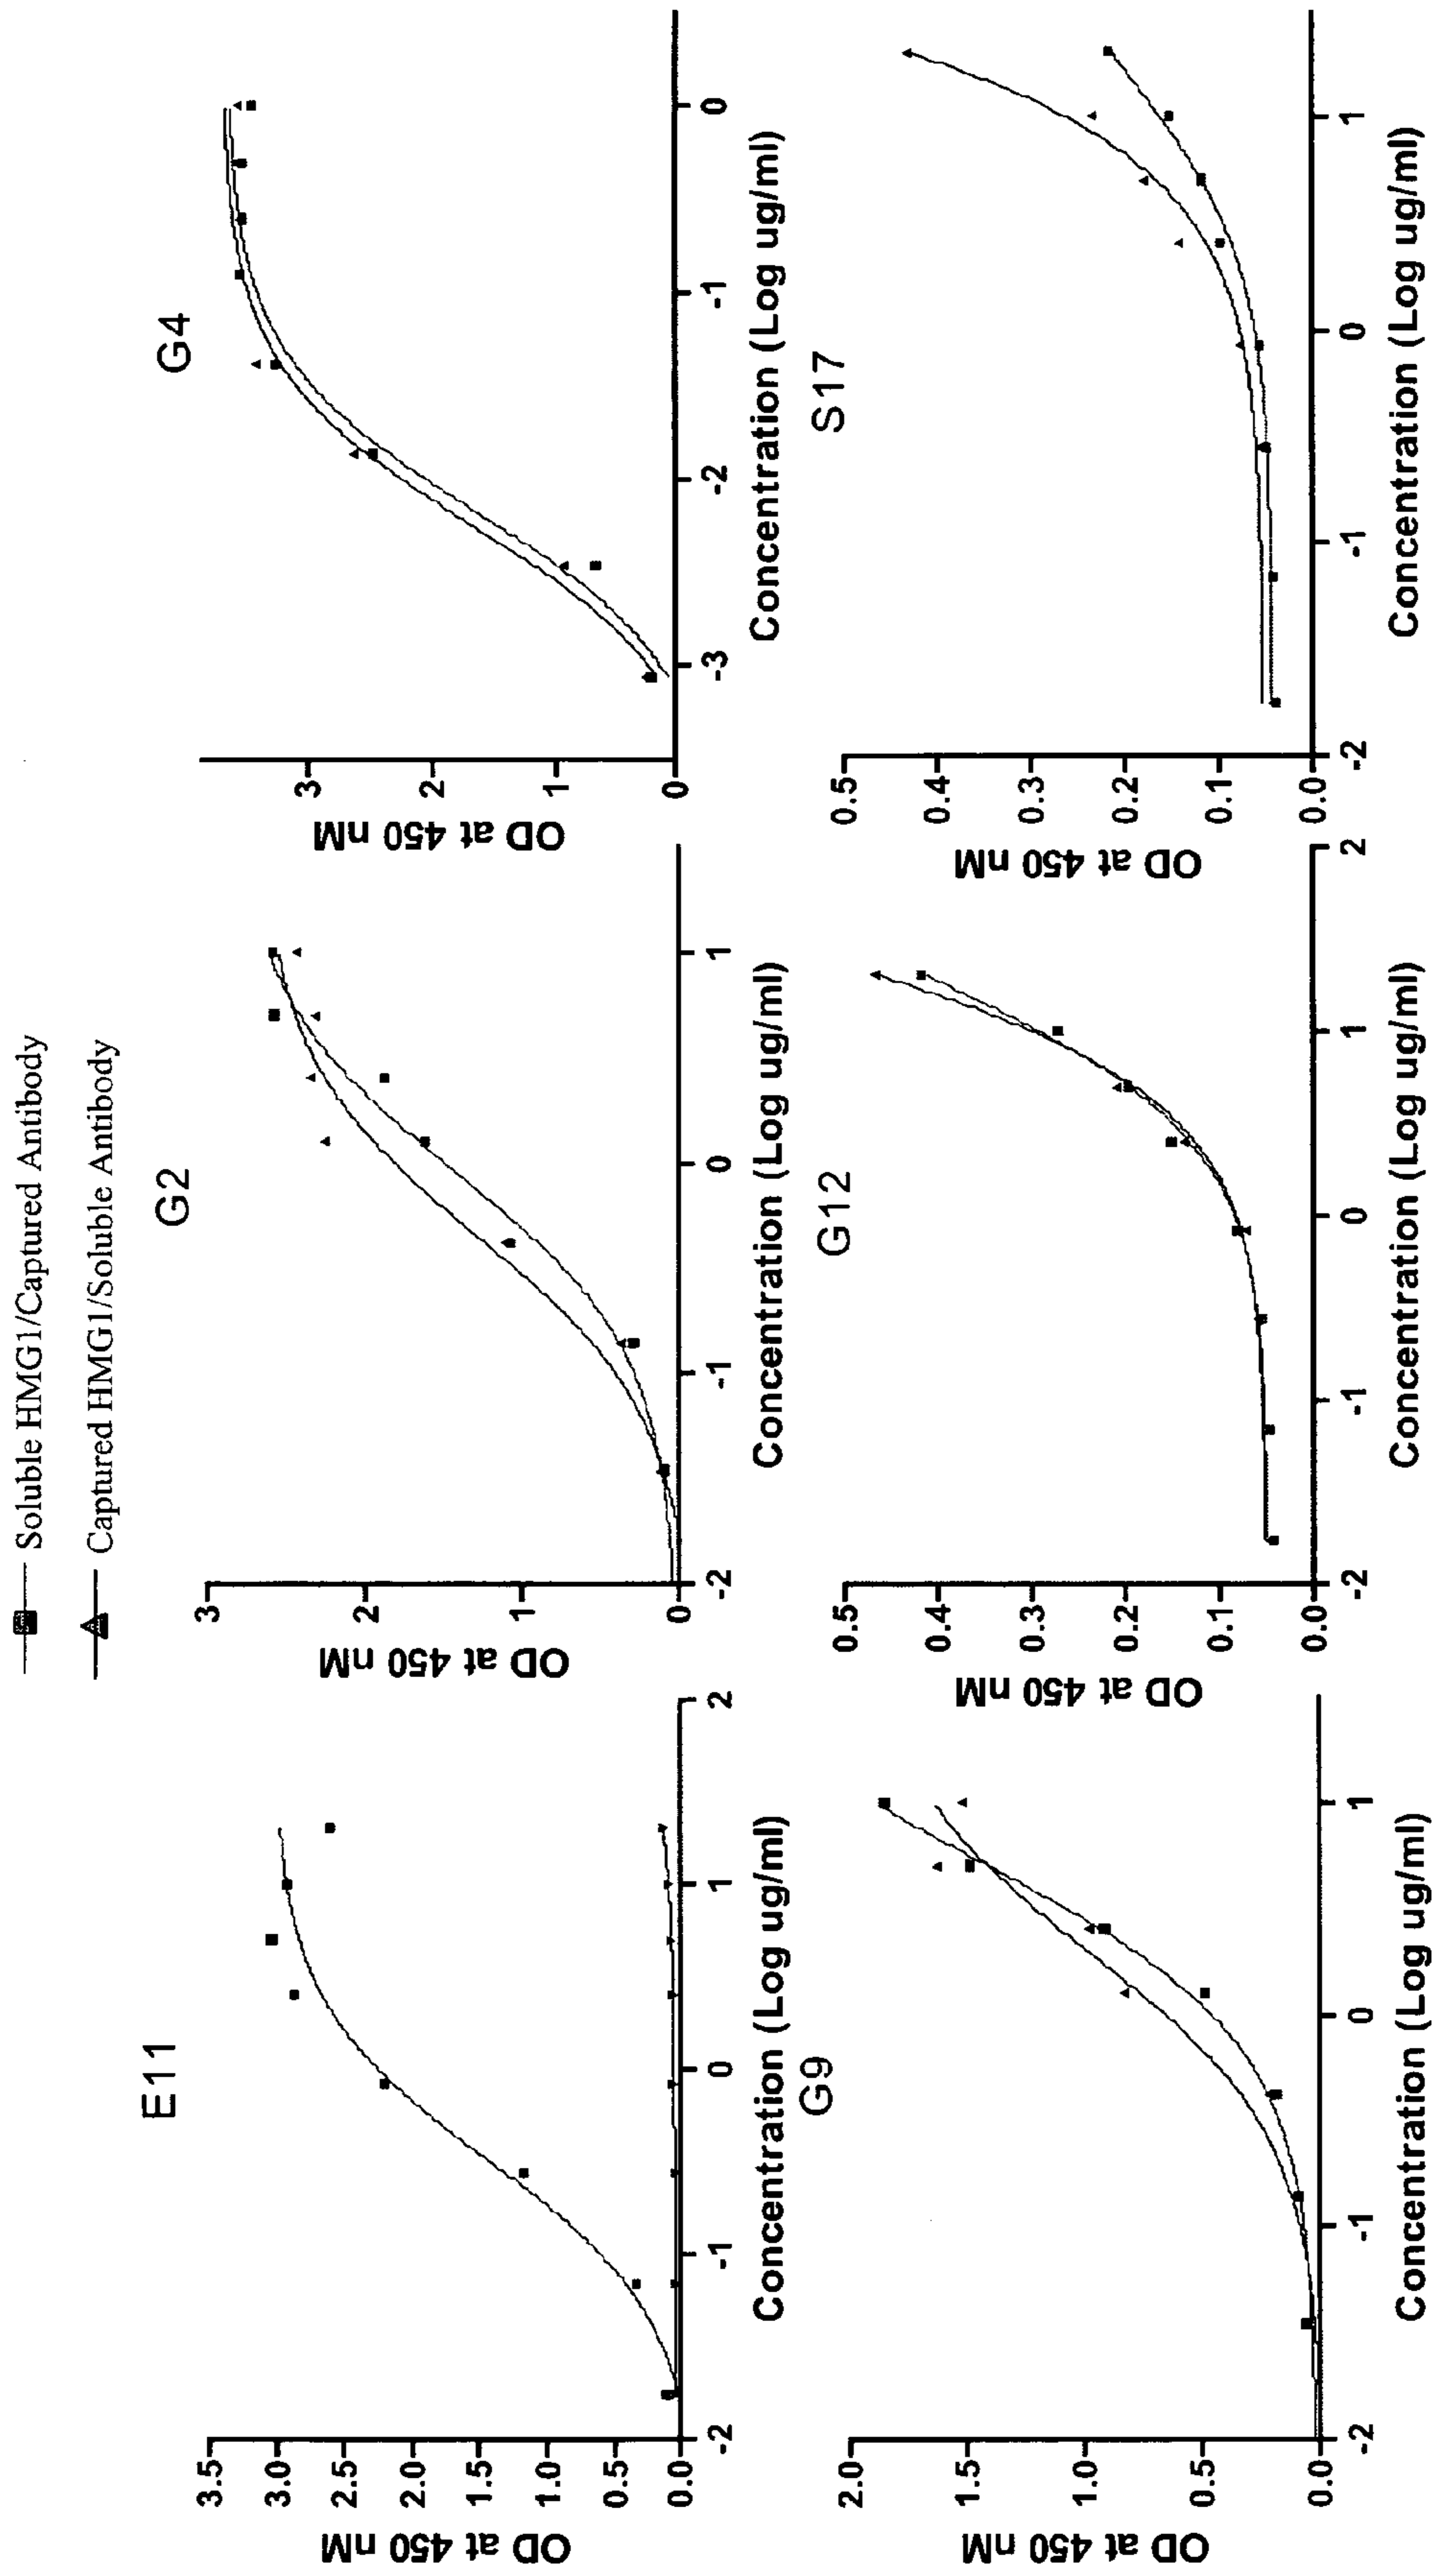 Soluble HMG1/Captured Antibody
Captured HMG1/Soluble Antibody
E11
OD at 450 nM
3.5
3.0
2.5
2.0
1.5
1.0
0.5
0.0
-2 -1 0 1 2
Concentration (Log ug/ml)
G2
OD at 450 nM
3
2
1
0
-2 -1 0 1
Concentration (Log ug/ml)
G4
OD at 450 nM
3
2
1
0
-3 -2 -1 0
Concentration (Log ug/ml)
G9
OD at 450 nM
2.0
1.5
1.0
0.5
0.0
-2 -1 0 1
Concentration (Log ug/ml)
G12
OD at 450 nM
0.5
0.4
0.3
0.2
0.1
0.0
-2 -1 0 1 2
Concentration (Log ug/ml)
S17
OD at 450 nM
0.5
0.4
0.3
0.2
0.1
0.0
-2 -1 0 1
Concentration (Log ug/ml)